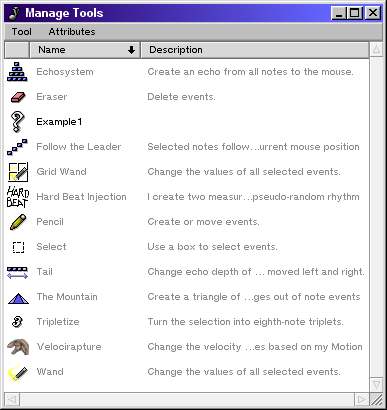 Manage Tools
Tool Attributes
Name Description
Echosystem Create an echo from all notes to the mouse.
Eraser Delete events.
Example1
Follow the Leader Selected notes follow...urrent mouse position
Grid Wand Change the values of all selected events.
HARD BEAT Hard Beat Injection I create two measur...pseudo-random rhythm
Pencil Create or move events.
Select Use a box to select events.
Tail Change echo depth of ... moved left and right.
The Mountain Create a triangle of ...ges out of note events
Tripletize Turn the selection into eighth-note triplets.
Velocirapture Change the velocity ...es based on my Motion
Wand Change the values of all selected events.